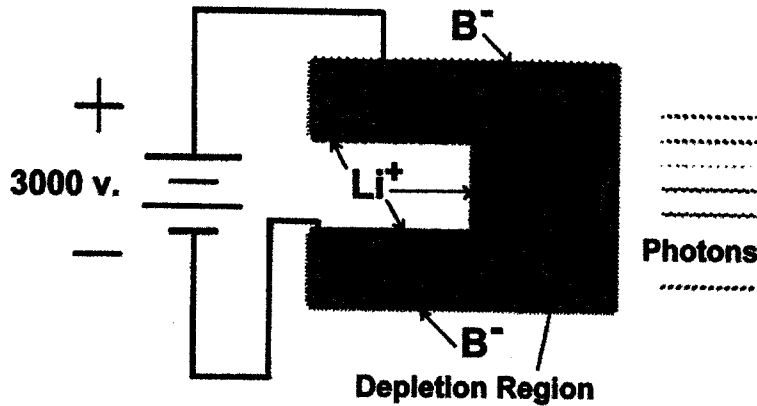 B⁻
+
3000 v.
Li⁺
−
Photons
B⁻
Depletion Region